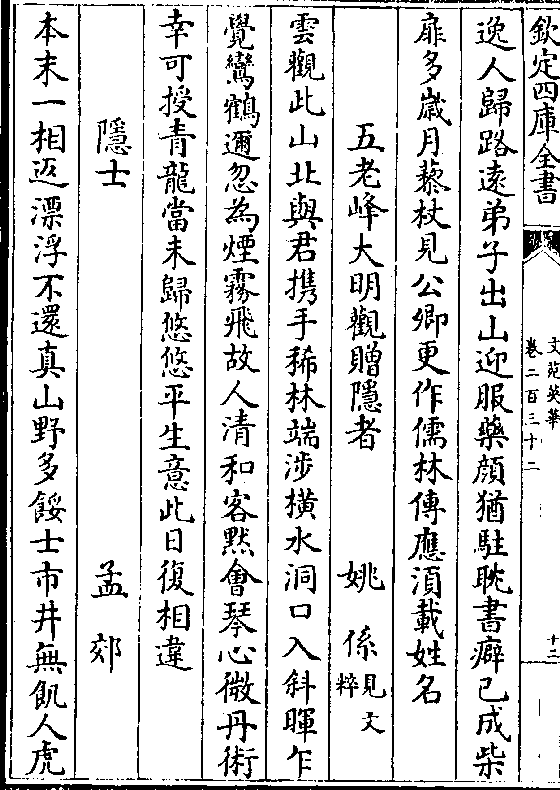 欽定四庫全書
文苑英華
卷二百三十二
十二
逸人歸路遠弟子出山迎服藥顔猶駐耽書癖已成柴
扉多嵗月藜杖見公卿更作儒林傳應湏載姓名
五老峰大明觀贈隱者 姚係 見文粹
雲觀此山北與君携手稀林端涉横水洞口入斜暉乍
覺鸞鶴邇忽為煙霧飛故人清和客黙會琴心微丹術
幸可授青龍當未歸悠悠平生意此日復相違
隱士 孟郊
本末一相返漂浮不還真山野多餒士市井無飢人虎